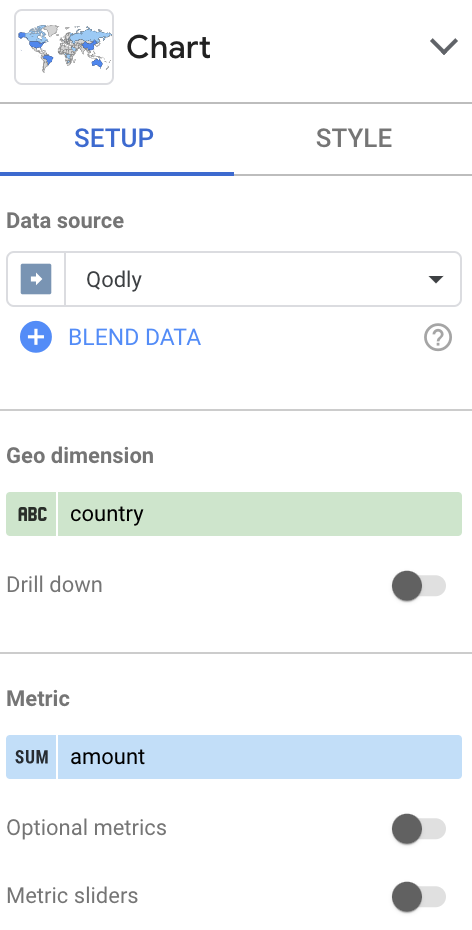 Chart
SETUP STYLE
Data source
Qodly
BLEND DATA
Geo dimension
ABC country
Drill down
Metric
SUM amount
Optional metrics
Metric sliders